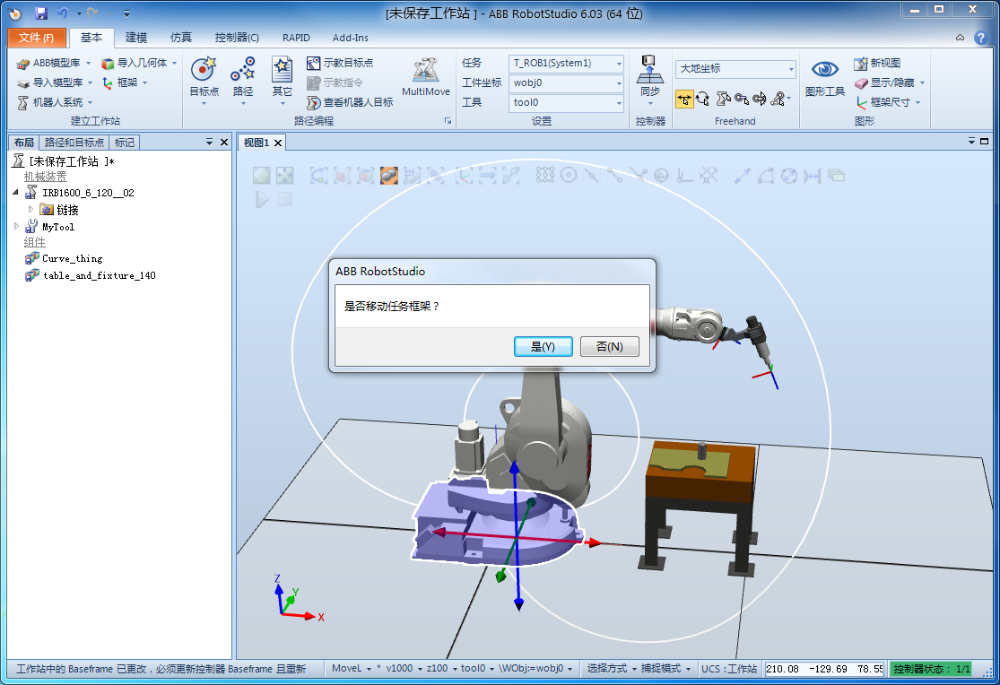 [未保存工作站 ] - ABB RobotStudio 6.03 (64 位)
文件 (F) 基本 建模 仿真 控制器(C) RAPID Add-Ins
ABB模型库 导入几何体
导入模型库 框架
机器人系统
建立工作站
目标点 路径 其它
示教目标点
示教指令
查看机器人目标
MultiMove
路径编程
任务 T_ROB1(System1)
工件坐标 wobj0
工具 tool0
设置
同步
控制器
大地坐标
Freehand
图形工具
新视图
显示/隐藏
框架尺寸
图形
布局 路径和目标点 标记
视图1
[未保存工作站 ]*
机械装置
IRB1600_6_120__02
链接
MyTool
组件
Curve_thing
table_and_fixture_140
ABB RobotStudio
是否移动任务框架？
是(Y) 否(N)
Z
Y
X
工作站中的 Baseframe 已更改，必须更新控制器 Baseframe 且重新
MoveL * v1000 z100 tool0 \WObj:=wobj0 选择方式 捕捉模式 UCS : 工作站 210.08 -129.69 78.55 控制器状态： 1/1